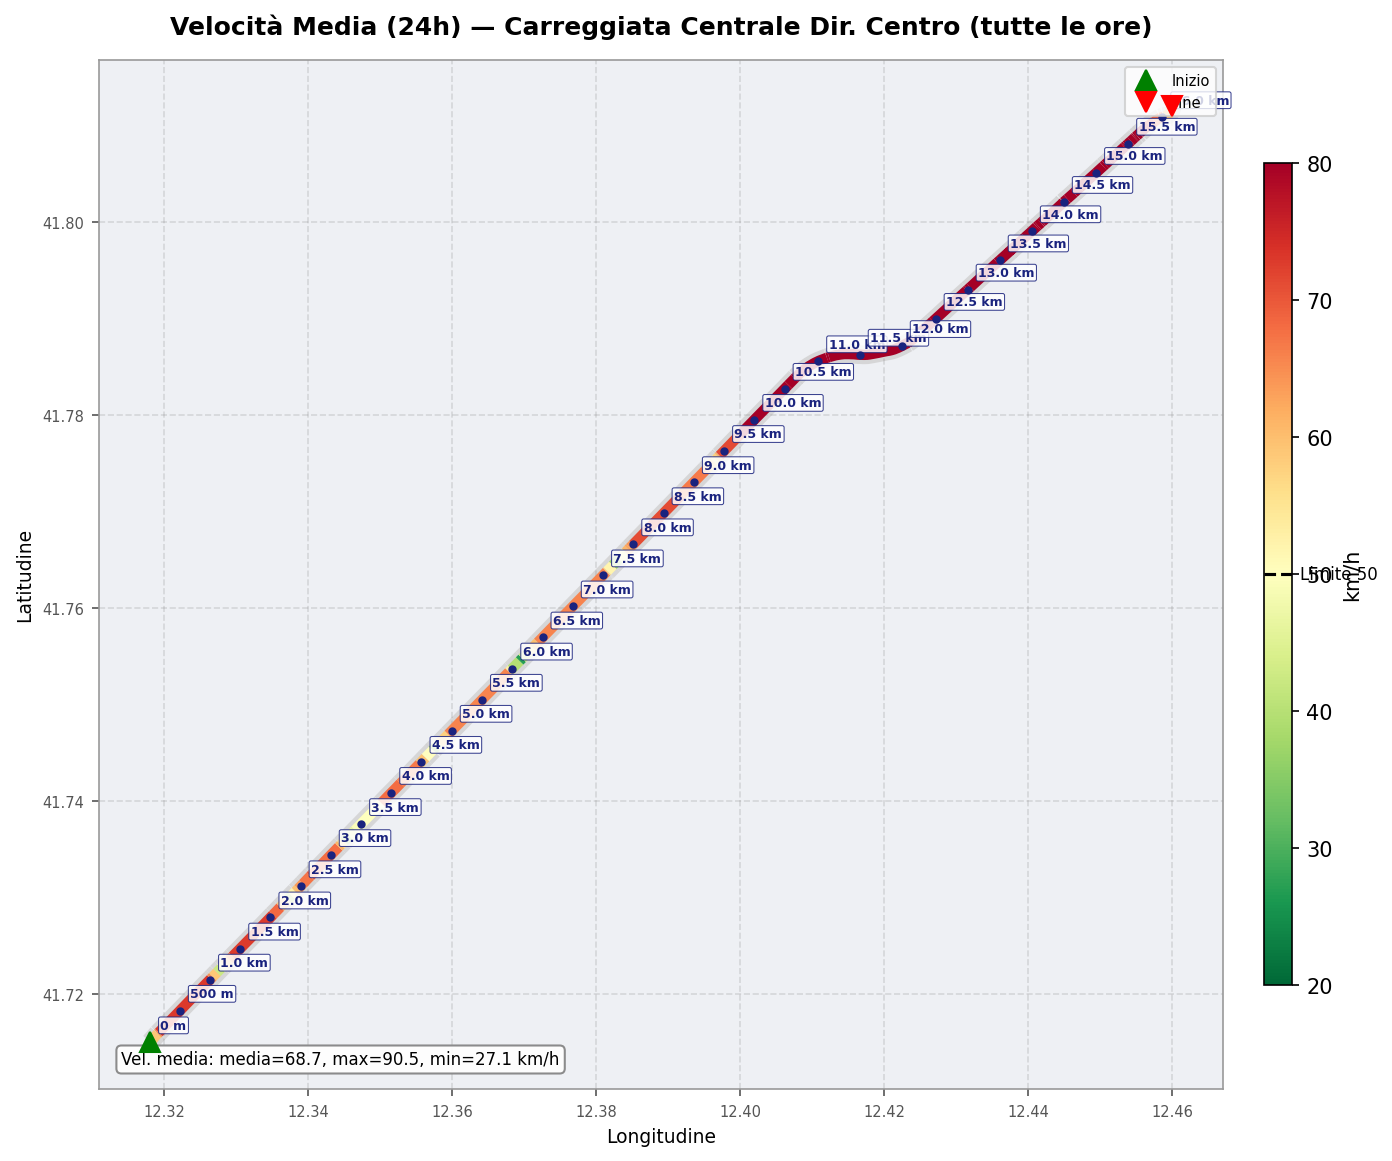 Velocità Media (24h) — Carreggiata Centrale Dir. Centro (tutte le ore)
Inizio
km
15.5 km
15.0 km
14.5 km
14.0 km
13.5 km
13.0 km
12.5 km
12.0 km
11.5 km
11.0 km
10.5 km
10.0 km
9.5 km
9.0 km
8.5 km
8.0 km
7.5 km
7.0 km
6.5 km
6.0 km
5.5 km
5.0 km
4.5 km
4.0 km
3.5 km
3.0 km
2.5 km
2.0 km
1.5 km
1.0 km
500 m
0 m
Vel. media: media=68.7, max=90.5, min=27.1 km/h
41.80
41.78
41.76
41.74
41.72
Latitudine
12.32
12.34
12.36
12.38
12.40
12.42
12.44
12.46
Longitudine
80
70
60
50
40
30
20
Limite 50
km/h